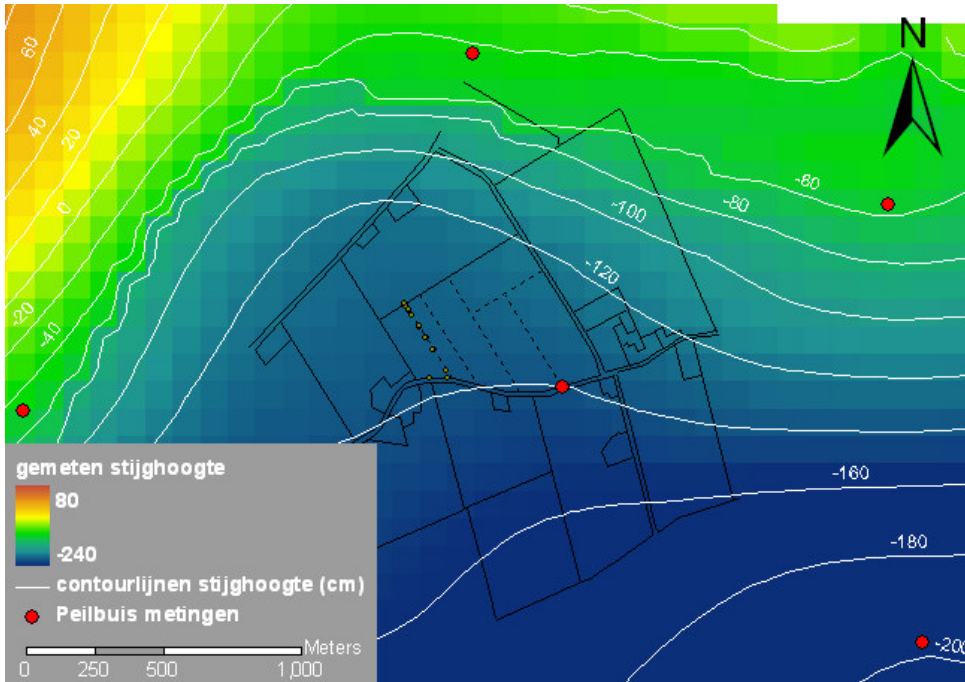 N
60
40
20
0
-20
-40
-60
-80
-100
-120
-160
-180
-200
gemeten stijghoogte
80
-240
contourlijnen stijghoogte (cm)
Peilbuis metingen
Meters
0 250 500 1,000